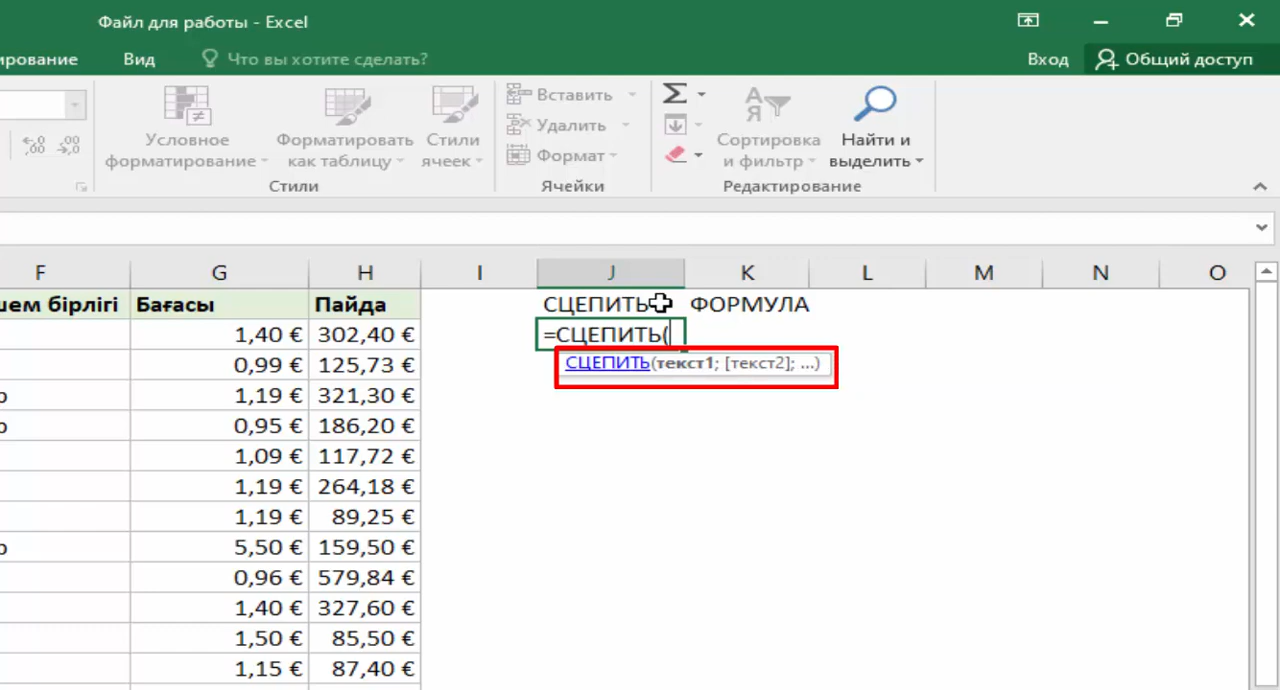 Файл для работы - Excel
ирование Вид Что вы хотите сделать? Вход Общий доступ
Условное форматирование
Форматировать как таблицу
Стили ячеек
Стили
Вставить
Удалить
Формат
Ячейки
Сортировка и фильтр
Найти и выделить
Редактирование
F G H I J K L M N O
шем бірлігі Бағасы Пайда СЦЕПИТЬ ФОРМУЛА
1,40 € 302,40 € =СЦЕПИТЬ(
СЦЕПИТЬ(текст1; [текст2]; ...)
0,99 € 125,73 €
р 1,19 € 321,30 €
р 0,95 € 186,20 €
1,09 € 117,72 €
1,19 € 264,18 €
1,19 € 89,25 €
р 5,50 € 159,50 €
0,96 € 579,84 €
1,40 € 327,60 €
1,50 € 85,50 €
1,15 € 87,40 €